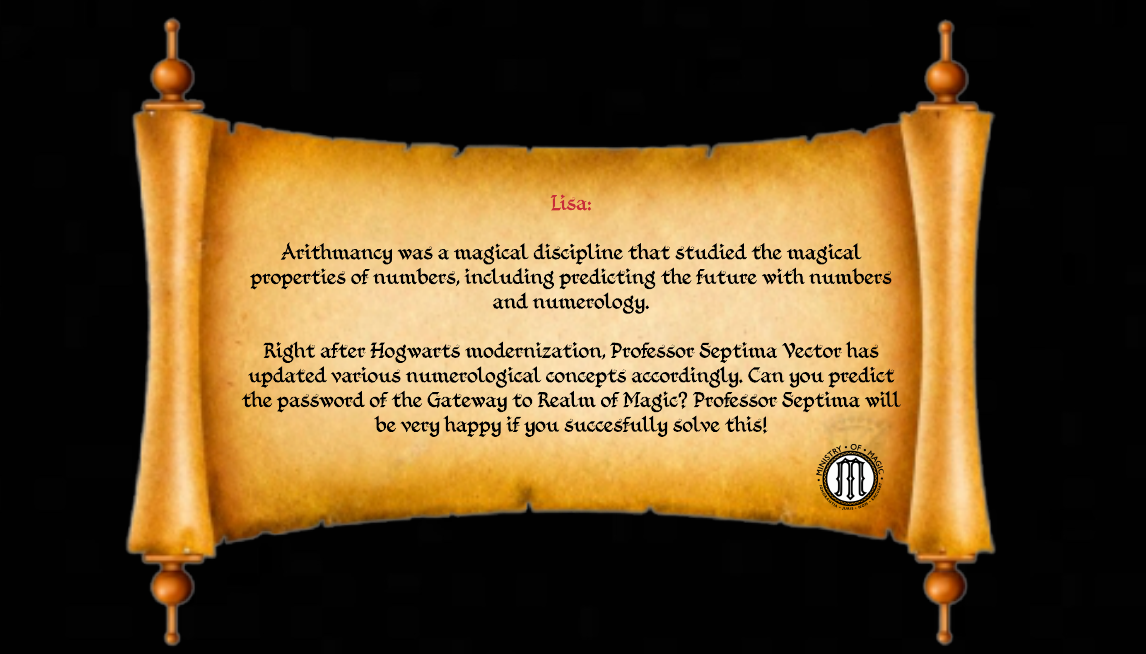 Lisa:
Arithmancy was a magical discipline that studied the magical
properties of numbers, including predicting the future with numbers
and numerology.
Right after Hogwarts modernization, Professor Septima Vector has
updated various numerological concepts accordingly. Can you predict
the password of the Gateway to Realm of Magic? Professor Septima will
be very happy if you succesfully solve this!
MINISTRY • OF • MAGIC
M